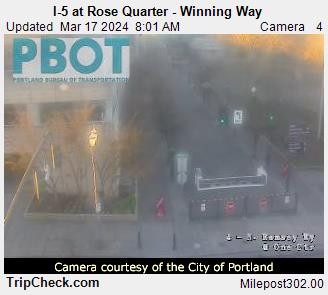 I-5 at Rose Quarter - Winning Way
Updated Mar 17 2024 8:01 AM Camera 4
PBOT
PORTLAND BUREAU OF TRANSPORTATION
Camera courtesy of the City of Portland
TripCheck.com Milepost302.00